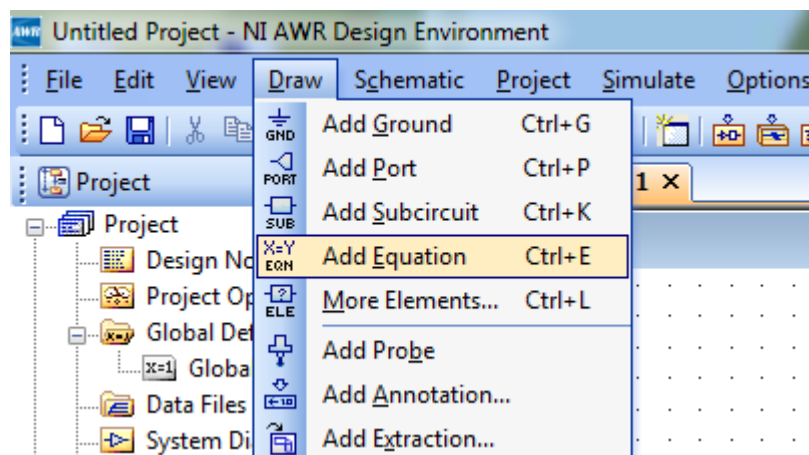 AWR Untitled Project - NI AWR Design Environment
File Edit View Draw Schematic Project Simulate Options
GND Add Ground Ctrl+G
PORT Add Port Ctrl+P
Project 1 ×
SUB Add Subcircuit Ctrl+K
Project
X=Y EQN Add Equation Ctrl+E
Design No
ELE More Elements... Ctrl+L
Project Op
Global Def
Add Probe
X=1 Globa
Add Annotation...
Data Files
Add Extraction...
System Di